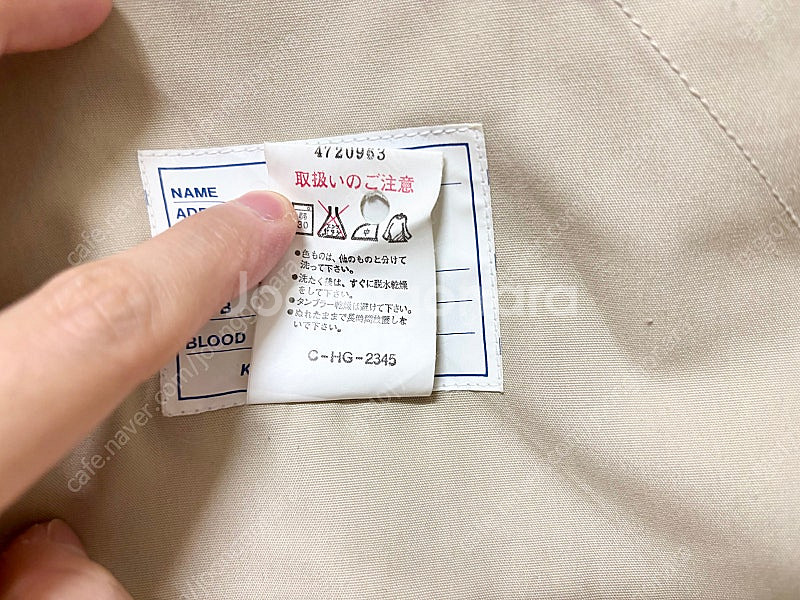 4720963
取扱いのご注意
NAME
中
●色ものは、他のものと分けて
洗って下さい。
●洗たく後は、すぐに脱水乾燥
をして下さい。
●タンブラー乾燥は避けて下さい。
●ぬれたままで長時間放置しな
いで下さい。
BLOOD
C-HG-2345
K